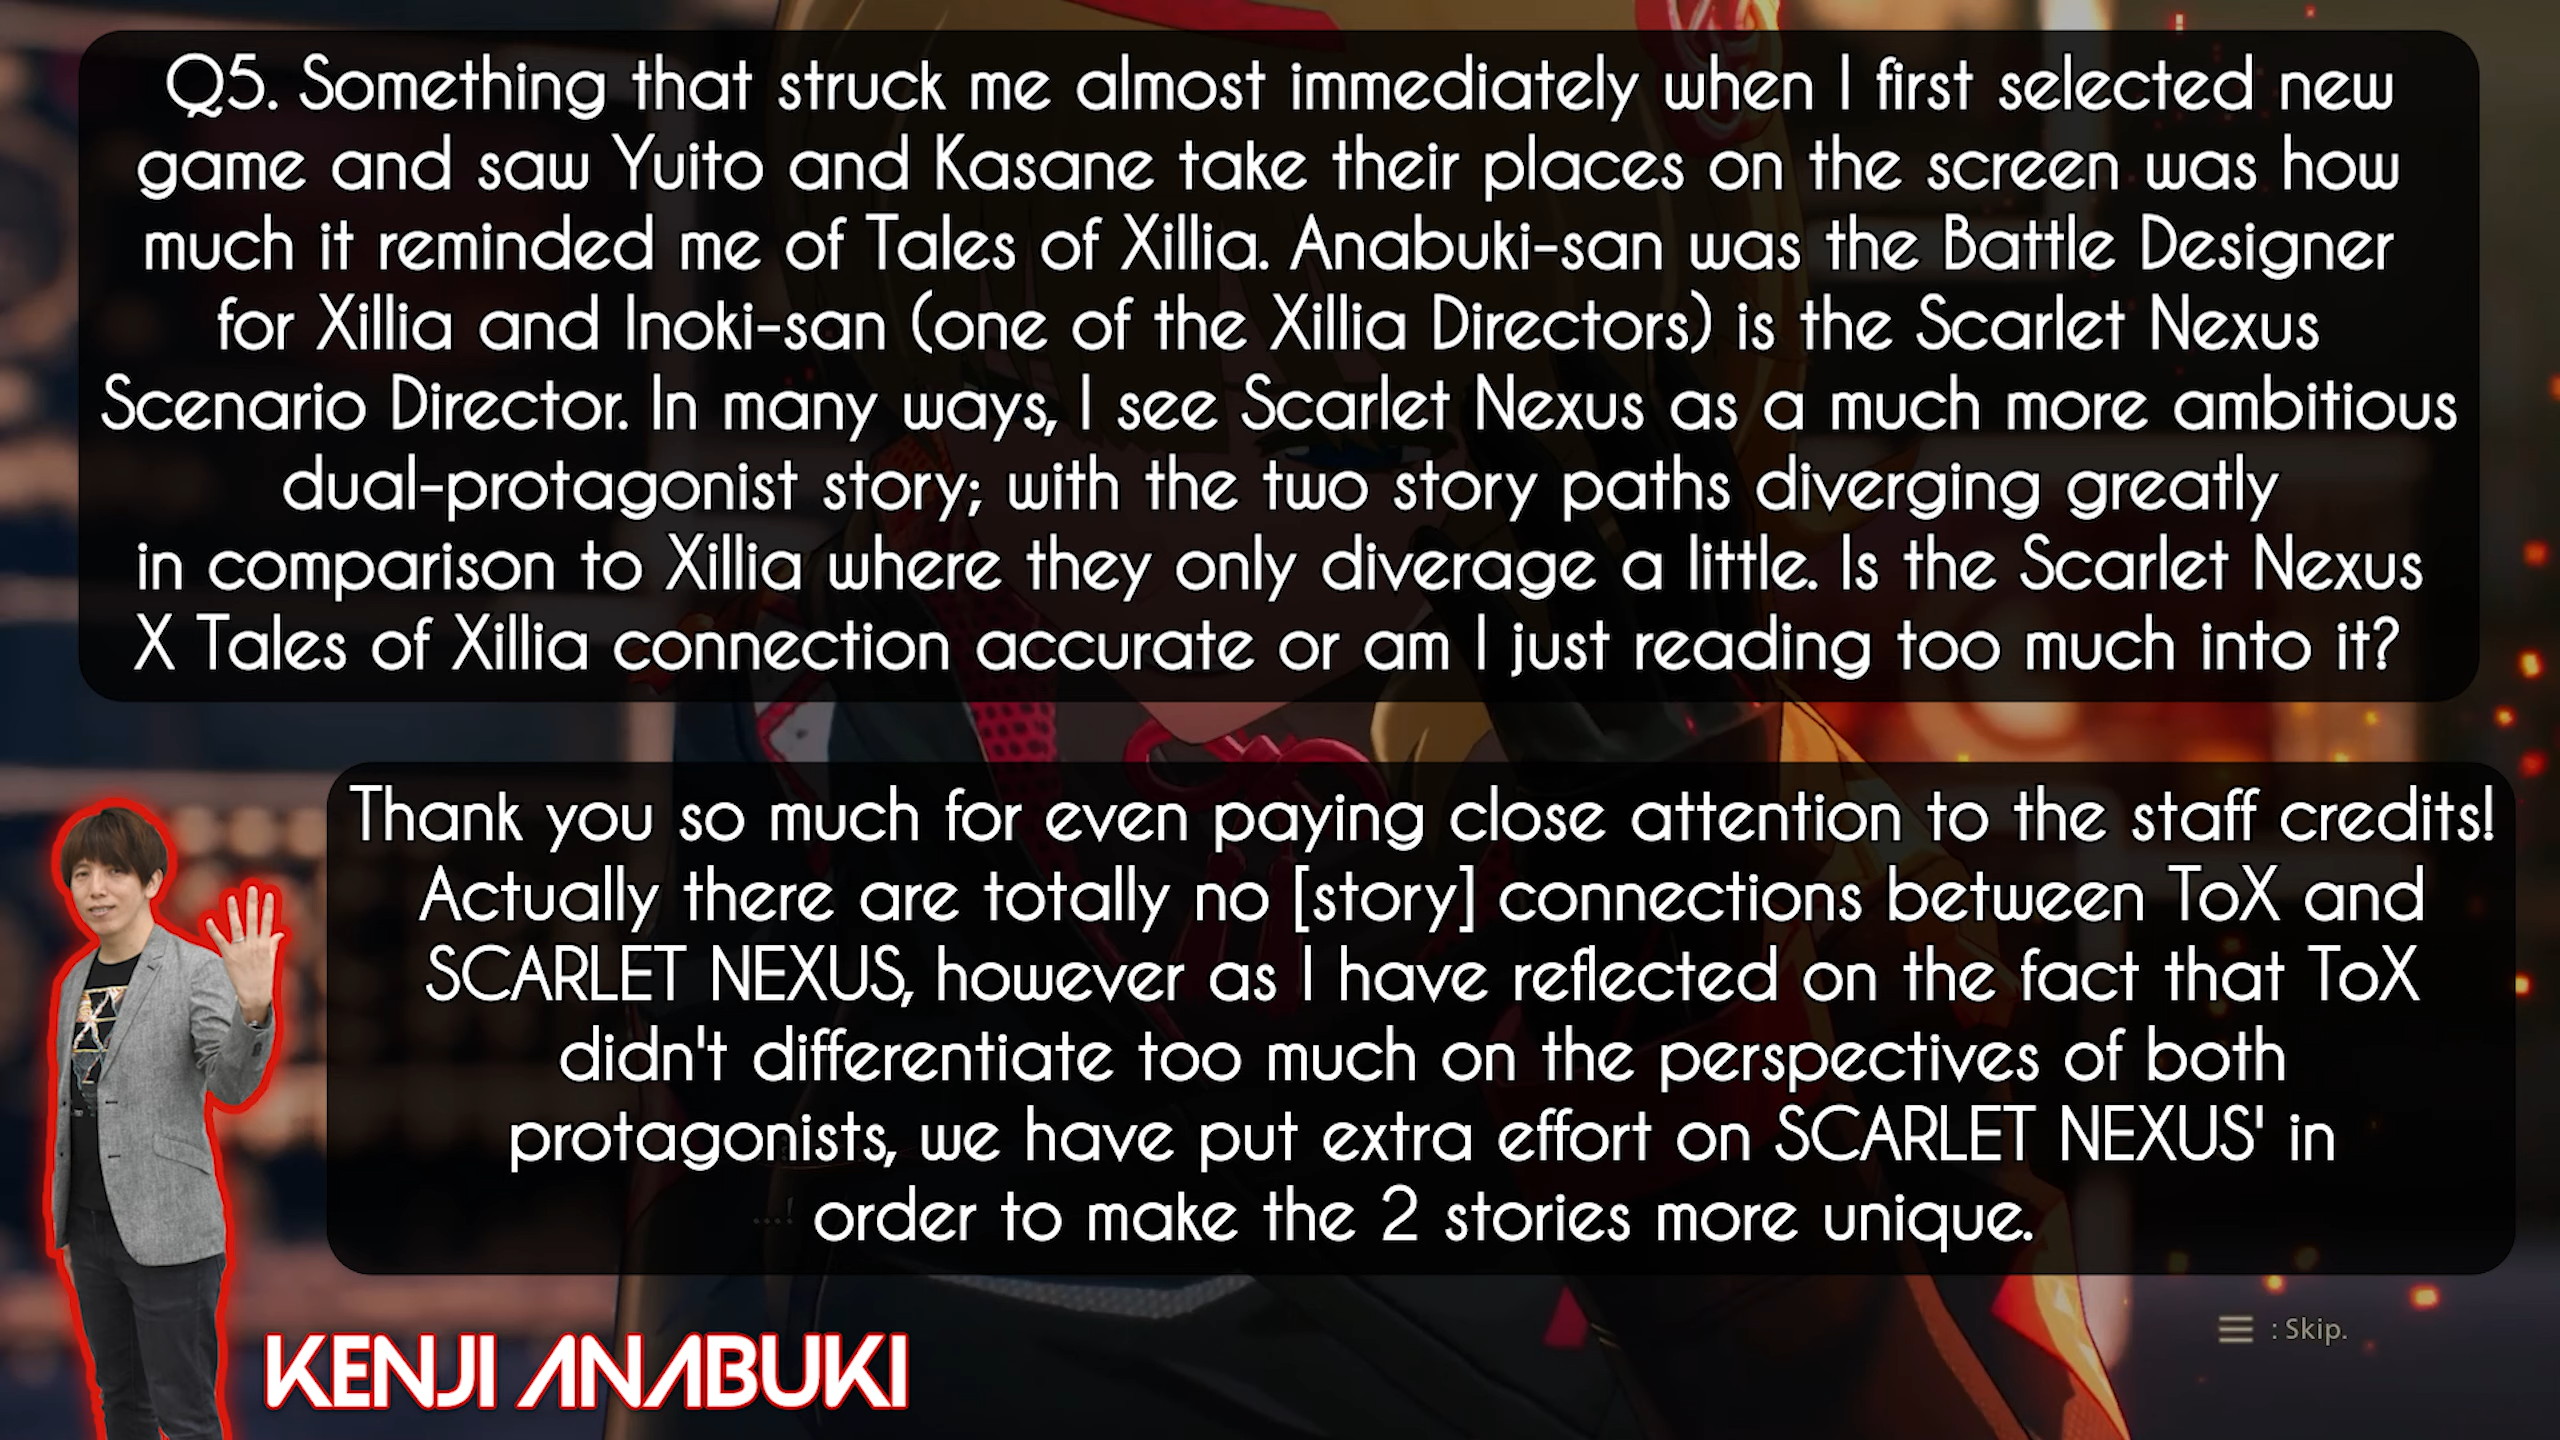 Q5. Something that struck me almost immediately when I first selected new
game and saw Yuito and Kasane take their places on the screen was how
much it reminded me of Tales of Xillia. Anabuki-san was the Battle Designer
for Xillia and Inoki-san (one of the Xillia Directors) is the Scarlet Nexus
Scenario Director. In many ways, I see Scarlet Nexus as a much more ambitious
dual-protagonist story; with the two story paths diverging greatly
in comparison to Xillia where they only diverage a little. Is the Scarlet Nexus
X Tales of Xillia connection accurate or am I just reading too much into it?
Thank you so much for even paying close attention to the staff credits!
Actually there are totally no [story] connections between ToX and
SCARLET NEXUS, however as I have reflected on the fact that ToX
didn't differentiate too much on the perspectives of both
protagonists, we have put extra effort on SCARLET NEXUS' in
...! order to make the 2 stories more unique.
: Skip.
KENJI ANABUKI